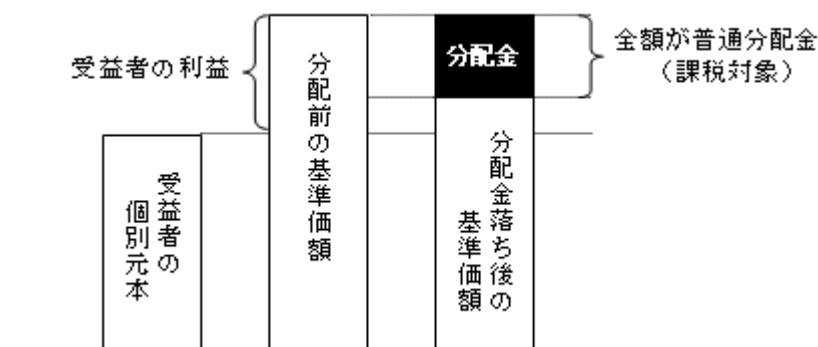 受益者の利益
分配前の基準価額
分配金
全額が普通分配金
（課税対象）
受益者の
個別元本
分配金落ち後の
基準価額